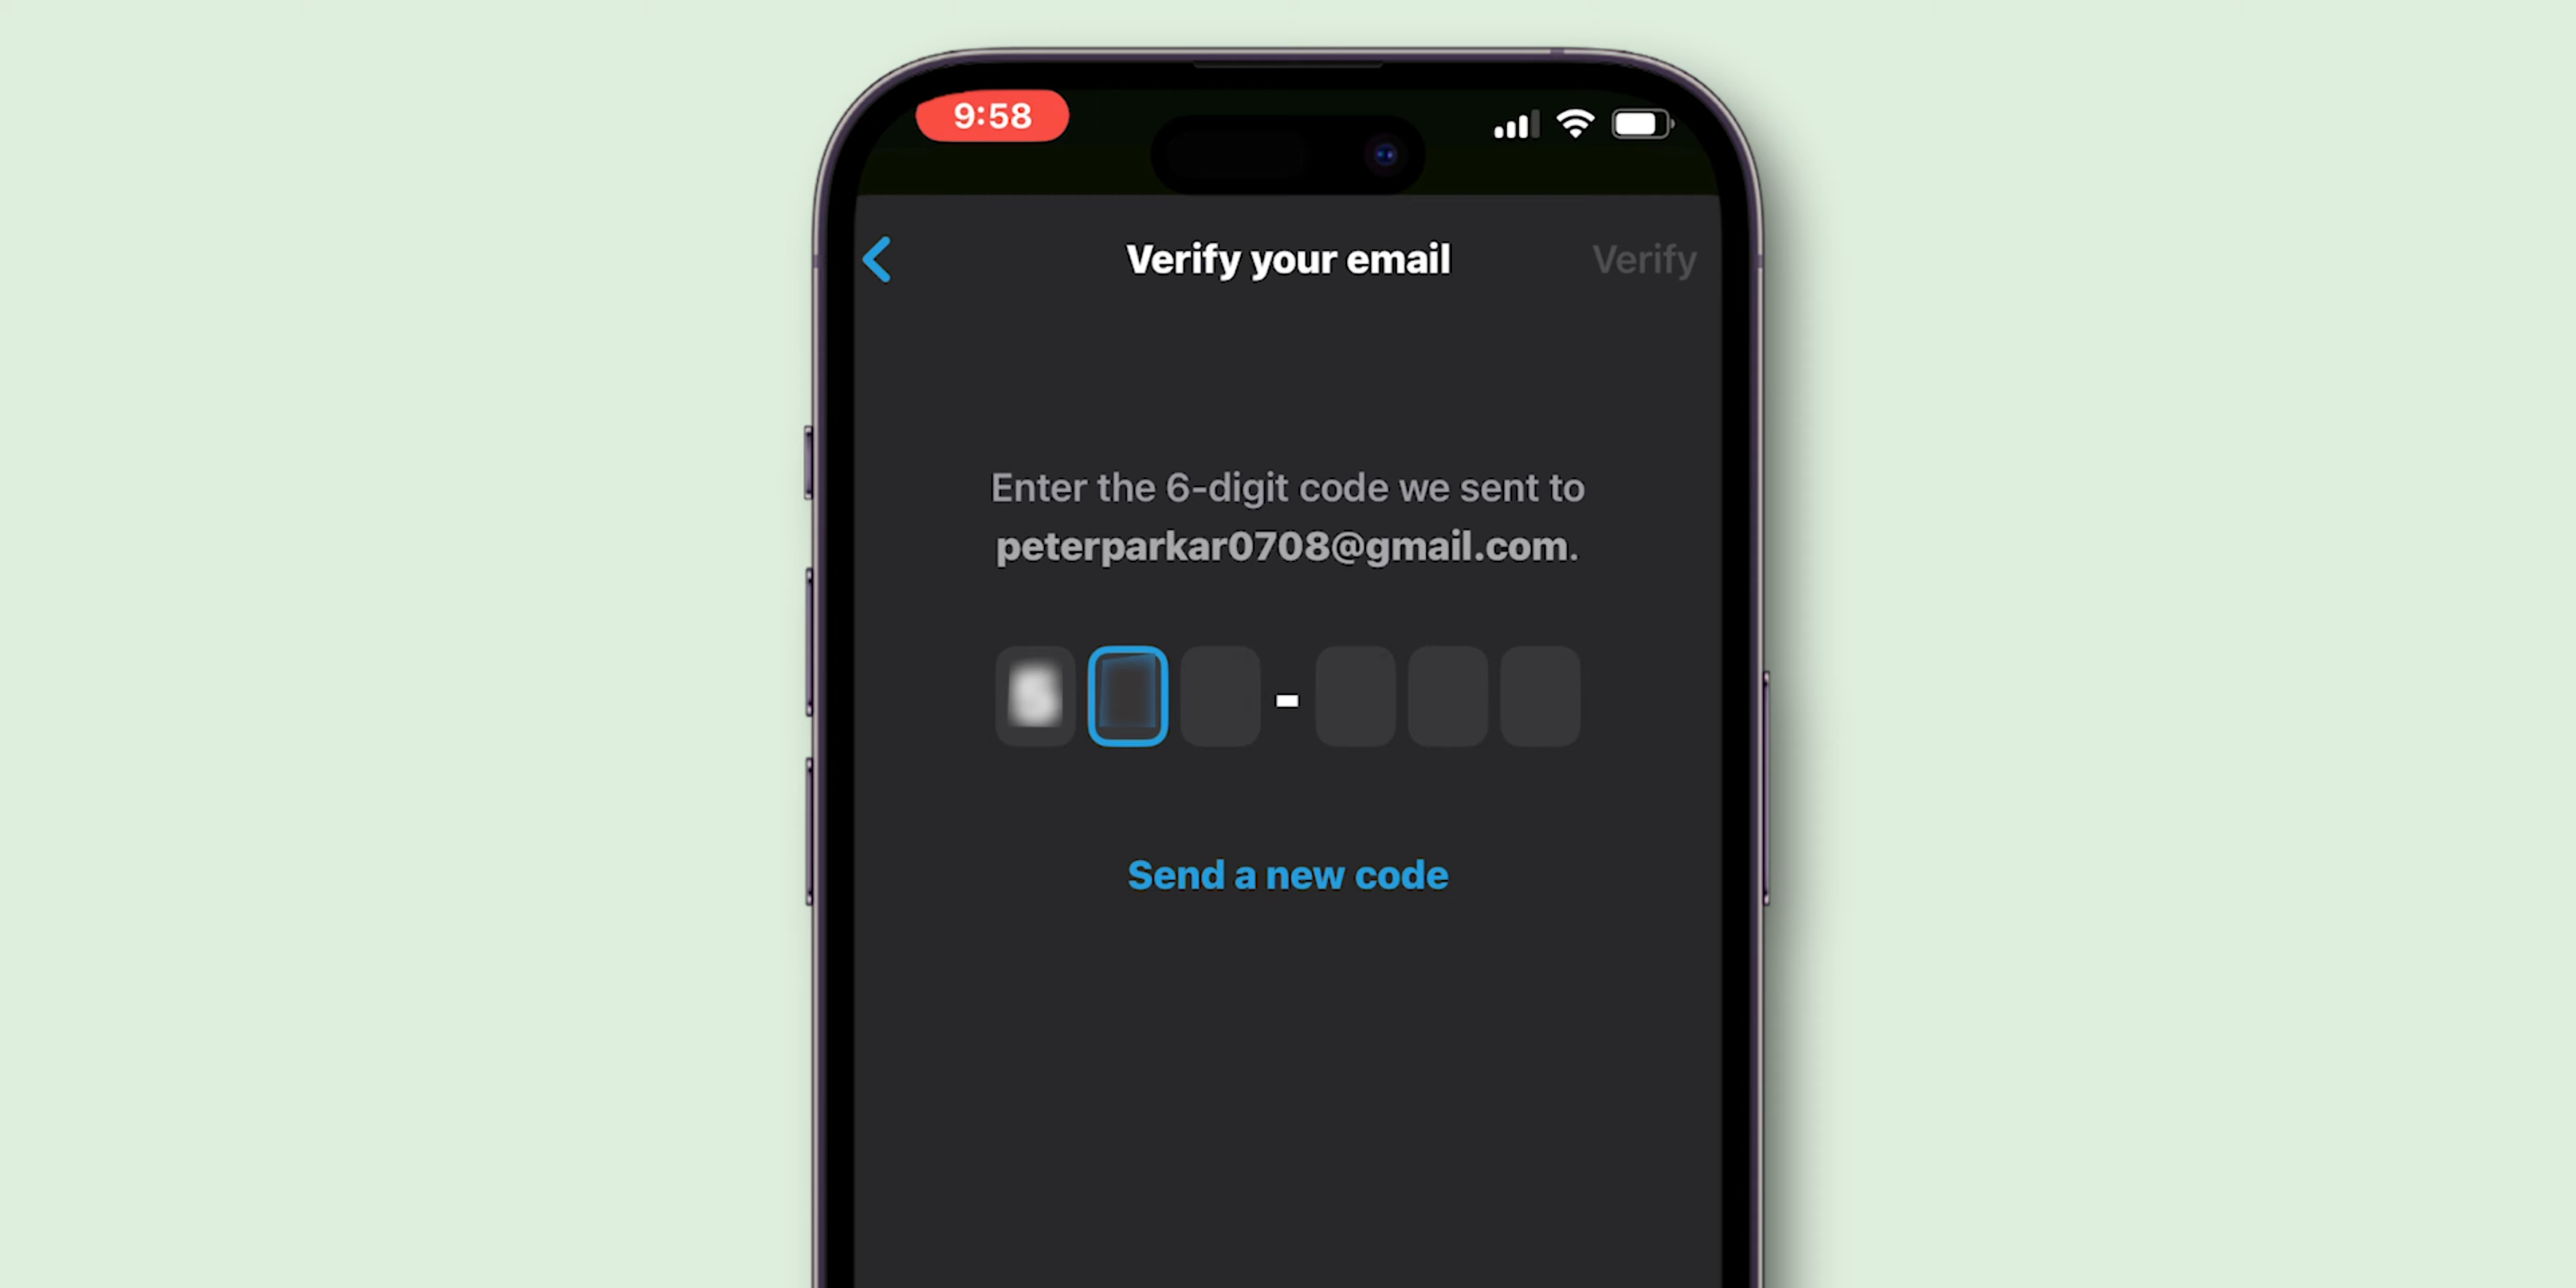 9:58
Verify your email
Verify
Enter the 6-digit code we sent to
peterparkar0708@gmail.com.
-
Send a new code